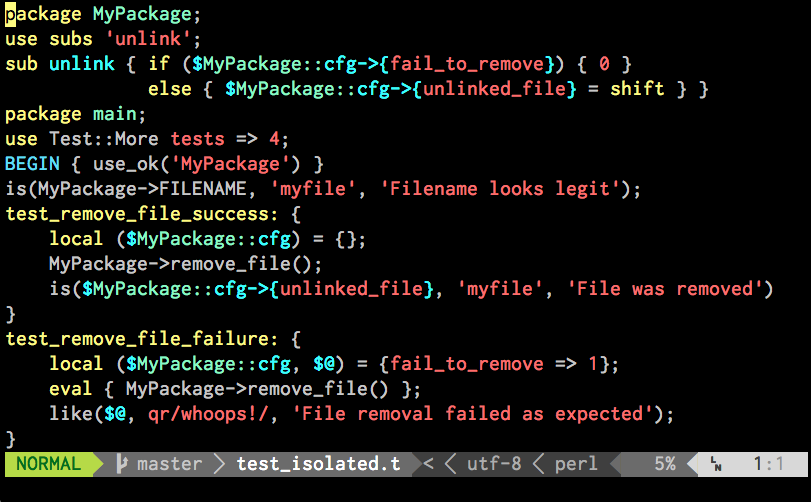 package MyPackage;
use subs 'unlink';
sub unlink { if ($MyPackage::cfg->{fail_to_remove}) { 0 }
             else { $MyPackage::cfg->{unlinked_file} = shift } }
package main;
use Test::More tests => 4;
BEGIN { use_ok('MyPackage') }
is(MyPackage->FILENAME, 'myfile', 'Filename looks legit');
test_remove_file_success: {
    local ($MyPackage::cfg) = {};
    MyPackage->remove_file();
    is($MyPackage::cfg->{unlinked_file}, 'myfile', 'File was removed')
}
test_remove_file_failure: {
    local ($MyPackage::cfg, $@) = {fail_to_remove => 1};
    eval { MyPackage->remove_file() };
    like($@, qr/whoops!/, 'File removal failed as expected');
}
NORMAL master test_isolated.t < utf-8 perl 5% LN 1:1